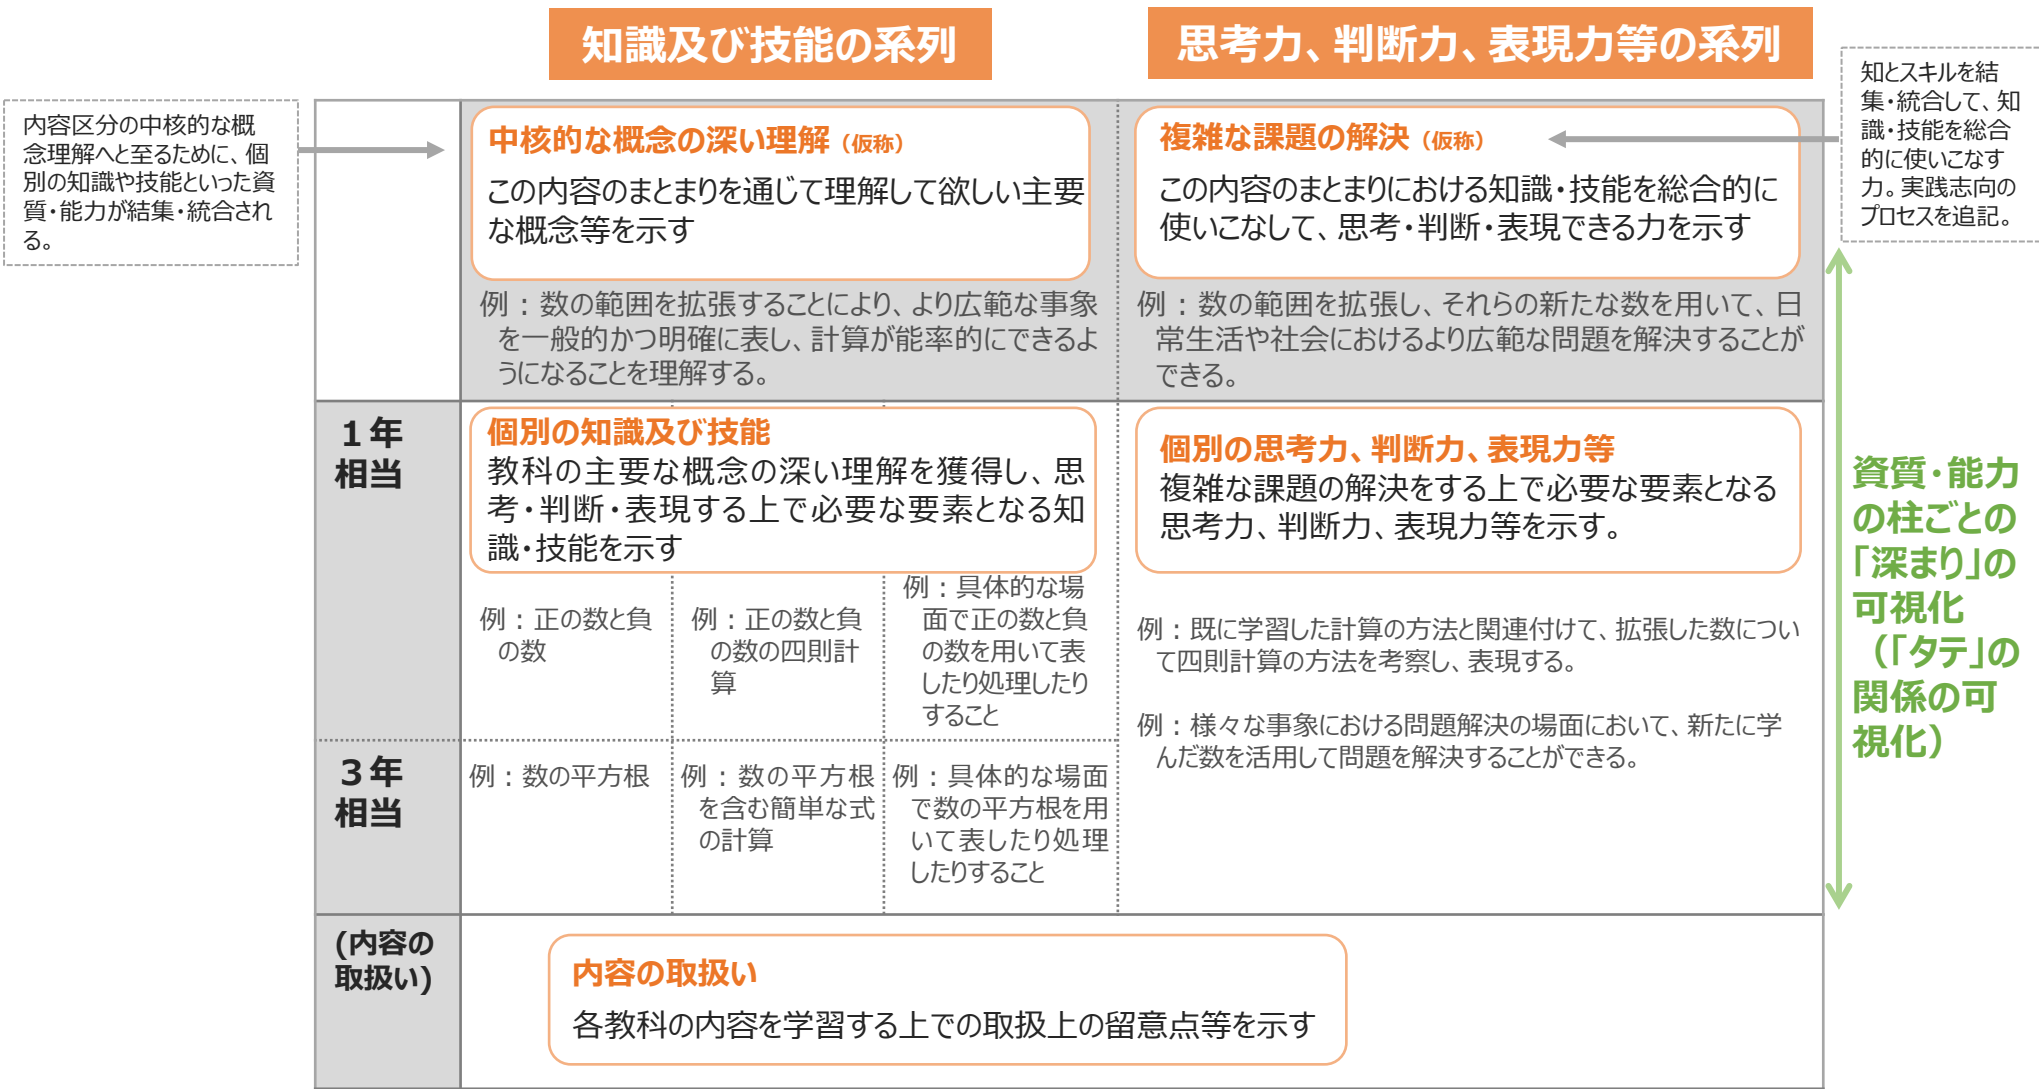 知識及び技能の系列
思考力、判断力、表現力等の系列
内容区分の中核的な概
念理解へと至るために、個
別の知識や技能といった資
質・能力が結集・統合され
る。
知とスキルを結
集・統合して、知
識・技能を総合
的に使いこなす
力。実践志向の
プロセスを追記。
中核的な概念の深い理解（仮称）
この内容のまとまりを通じて理解して欲しい主要
な概念等を示す
例：数の範囲を拡張することにより、より広範な事象
を一般的かつ明確に表し、計算が能率的にできるよ
うになることを理解する。
複雑な課題の解決（仮称）
この内容のまとまりにおける知識・技能を総合的に
使いこなして、思考・判断・表現できる力を示す
例：数の範囲を拡張し、それらの新たな数を用いて、日
常生活や社会におけるより広範な問題を解決することが
できる。
１年
相当
個別の知識及び技能
教科の主要な概念の深い理解を獲得し、思
考・判断・表現する上で必要な要素となる知
識・技能を示す
例：正の数と負
の数
例：正の数と負
の数の四則計
算
例：具体的な場
面で正の数と負
の数を用いて表
したり処理したり
すること
個別の思考力、判断力、表現力等
複雑な課題の解決をする上で必要な要素となる
思考力、判断力、表現力等を示す。
例：既に学習した計算の方法と関連付けて、拡張した数につい
て四則計算の方法を考察し、表現する。
例：様々な事象における問題解決の場面において、新たに学
んだ数を活用して問題を解決することができる。
３年
相当
例：数の平方根
例：数の平方根
を含む簡単な式
の計算
例：具体的な場面
で数の平方根を用
いて表したり処理
したりすること
資質・能力
の柱ごとの
「深まり」の
可視化
（「タテ」の
関係の可
視化）
(内容の
取扱い)
内容の取扱い
各教科の内容を学習する上での取扱上の留意点等を示す